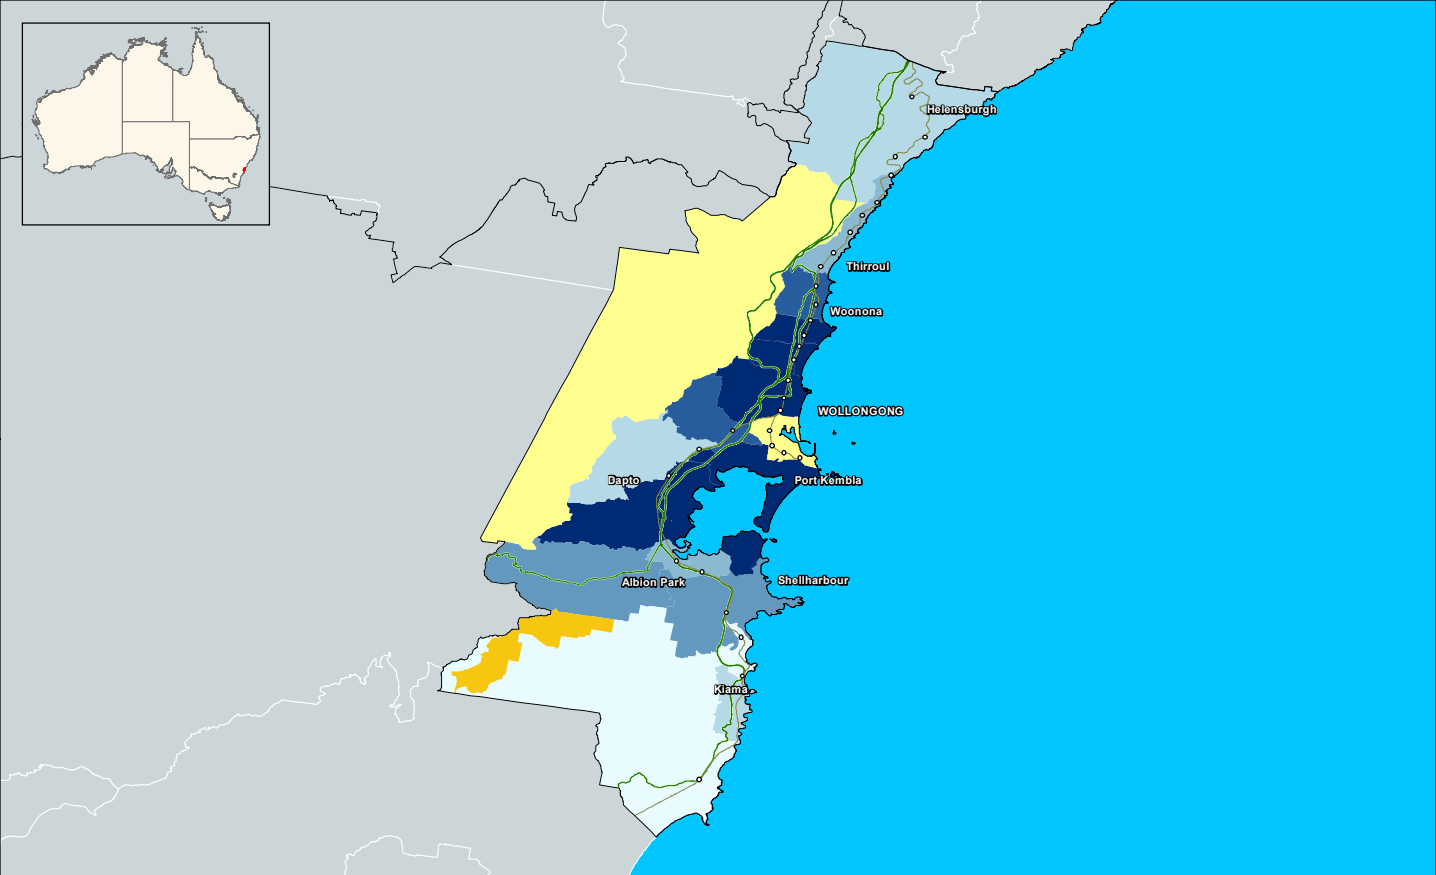 Helensburgh
Thirroul
Woonona
WOLLONGONG
Dapto
Port Kembla
Albion Park
Shellharbour
Kiama